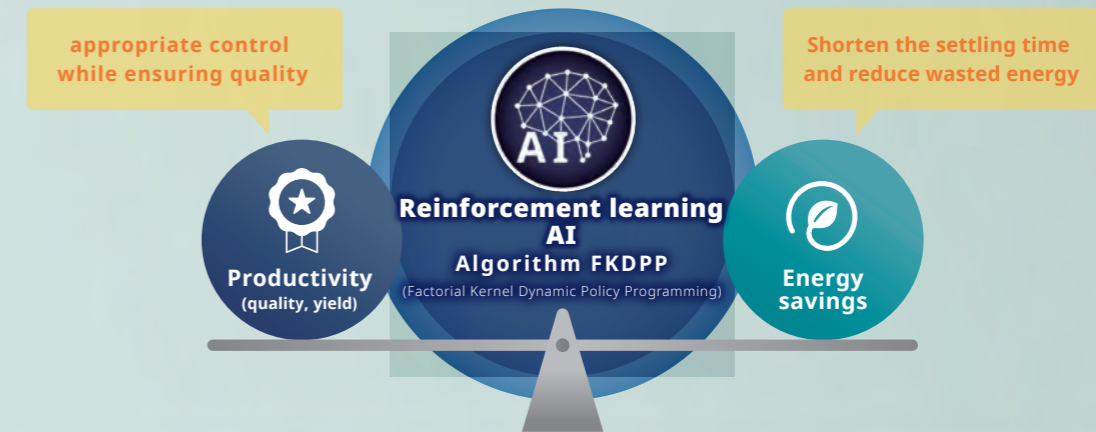 appropriate control
while ensuring quality
Shorten the settling time
and reduce wasted energy
AI
Reinforcement learning
AI
Algorithm FKDPP
(Factorial Kernel Dynamic Policy Programming)
Productivity
(quality, yield)
Energy
savings